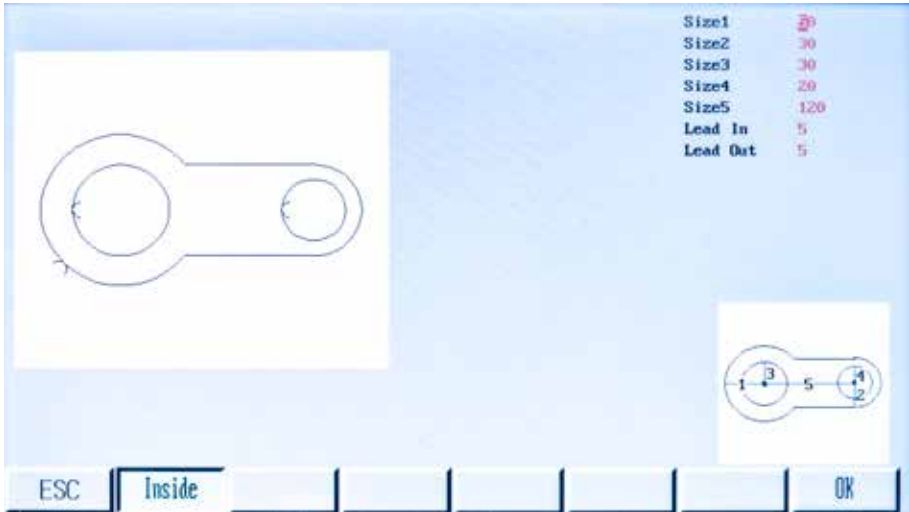 Size1
Size2 30
Size3 30
Size4 20
Size5 120
Lead In 5
Lead Out 5
3 4
1 5
2
ESC Inside OK